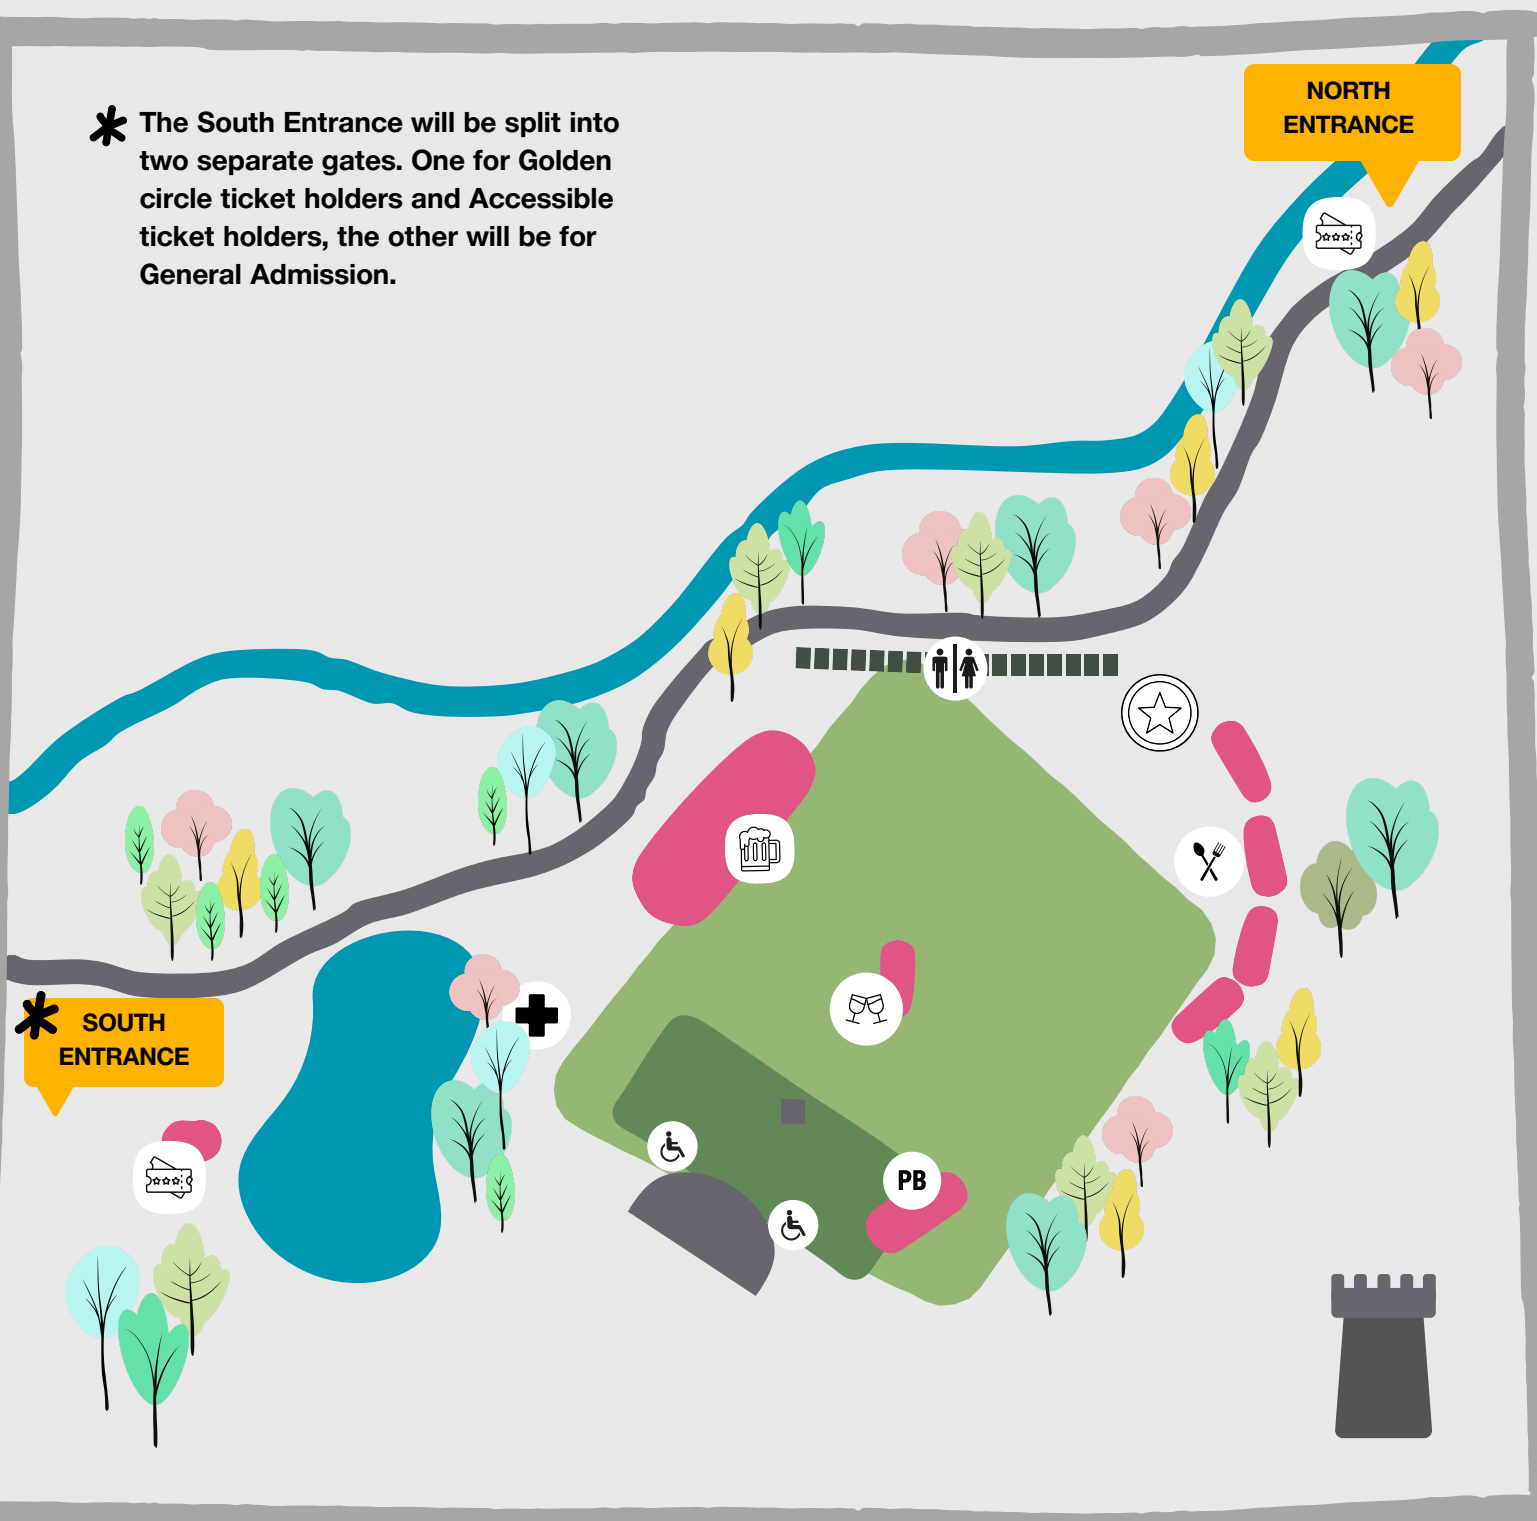 The South Entrance will be split into
two separate gates. One for Golden
circle ticket holders and Accessible
ticket holders, the other will be for
General Admission.
NORTH
ENTRANCE
SOUTH
ENTRANCE
PB